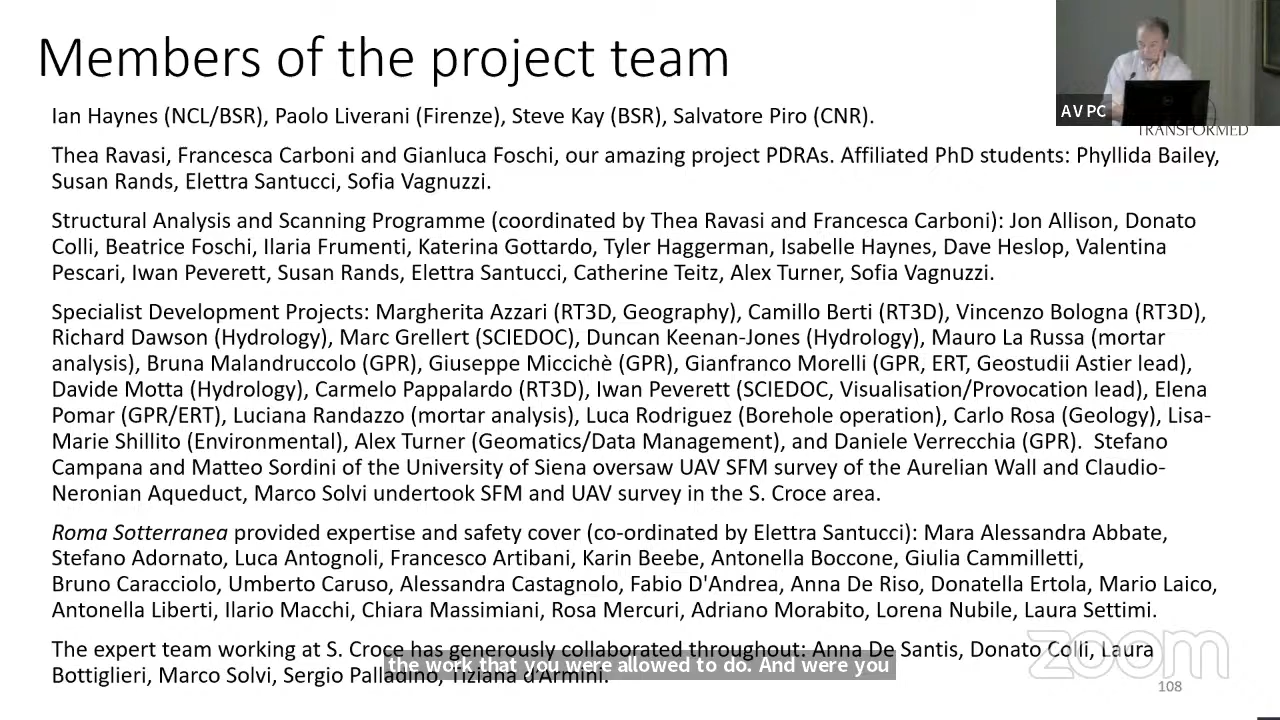 Members of the project team
AV PC
TRANSFORMED
Ian Haynes (NCL/BSR), Paolo Liverani (Firenze), Steve Kay (BSR), Salvatore Piro (CNR).
Thea Ravasi, Francesca Carboni and Gianluca Foschi, our amazing project PDRAs. Affiliated PhD students: Phyllida Bailey,
Susan Rands, Elettra Santucci, Sofia Vagnuzzi.
Structural Analysis and Scanning Programme (coordinated by Thea Ravasi and Francesca Carboni): Jon Allison, Donato
Colli, Beatrice Foschi, Ilaria Frumenti, Katerina Gottardo, Tyler Haggerman, Isabelle Haynes, Dave Heslop, Valentina
Pescari, Iwan Peverett, Susan Rands, Elettra Santucci, Catherine Teitz, Alex Turner, Sofia Vagnuzzi.
Specialist Development Projects: Margherita Azzari (RT3D, Geography), Camillo Berti (RT3D), Vincenzo Bologna (RT3D),
Richard Dawson (Hydrology), Marc Grellert (SCIEDOC), Duncan Keenan-Jones (Hydrology), Mauro La Russa (mortar
analysis), Bruna Malandruccolo (GPR), Giuseppe Miccichè (GPR), Gianfranco Morelli (GPR, ERT, Geostudii Astier lead),
Davide Motta (Hydrology), Carmelo Pappalardo (RT3D), Iwan Peverett (SCIEDOC, Visualisation/Provocation lead), Elena
Pomar (GPR/ERT), Luciana Randazzo (mortar analysis), Luca Rodriguez (Borehole operation), Carlo Rosa (Geology), Lisa-
Marie Shillito (Environmental), Alex Turner (Geomatics/Data Management), and Daniele Verrecchia (GPR). Stefano
Campana and Matteo Sordini of the University of Siena oversaw UAV SFM survey of the Aurelian Wall and Claudio-
Neronian Aqueduct, Marco Solvi undertook SFM and UAV survey in the S. Croce area.
Roma Sotterranea provided expertise and safety cover (co-ordinated by Elettra Santucci): Mara Alessandra Abbate,
Stefano Adornato, Luca Antognoli, Francesco Artibani, Karin Beebe, Antonella Boccone, Giulia Cammilletti,
Bruno Caracciolo, Umberto Caruso, Alessandra Castagnolo, Fabio D'Andrea, Anna De Riso, Donatella Ertola, Mario Laico,
Antonella Liberti, Ilario Macchi, Chiara Massimiani, Rosa Mercuri, Adriano Morabito, Lorena Nubile, Laura Settimi.
The expert team working at S. Croce has generously collaborated throughout: Anna De Santis, Donato Colli, Laura
the work that you were allowed to do. And were you
Bottiglieri, Marco Solvi, Sergio Palladino, Tiziana d'Armini.
zoom
108